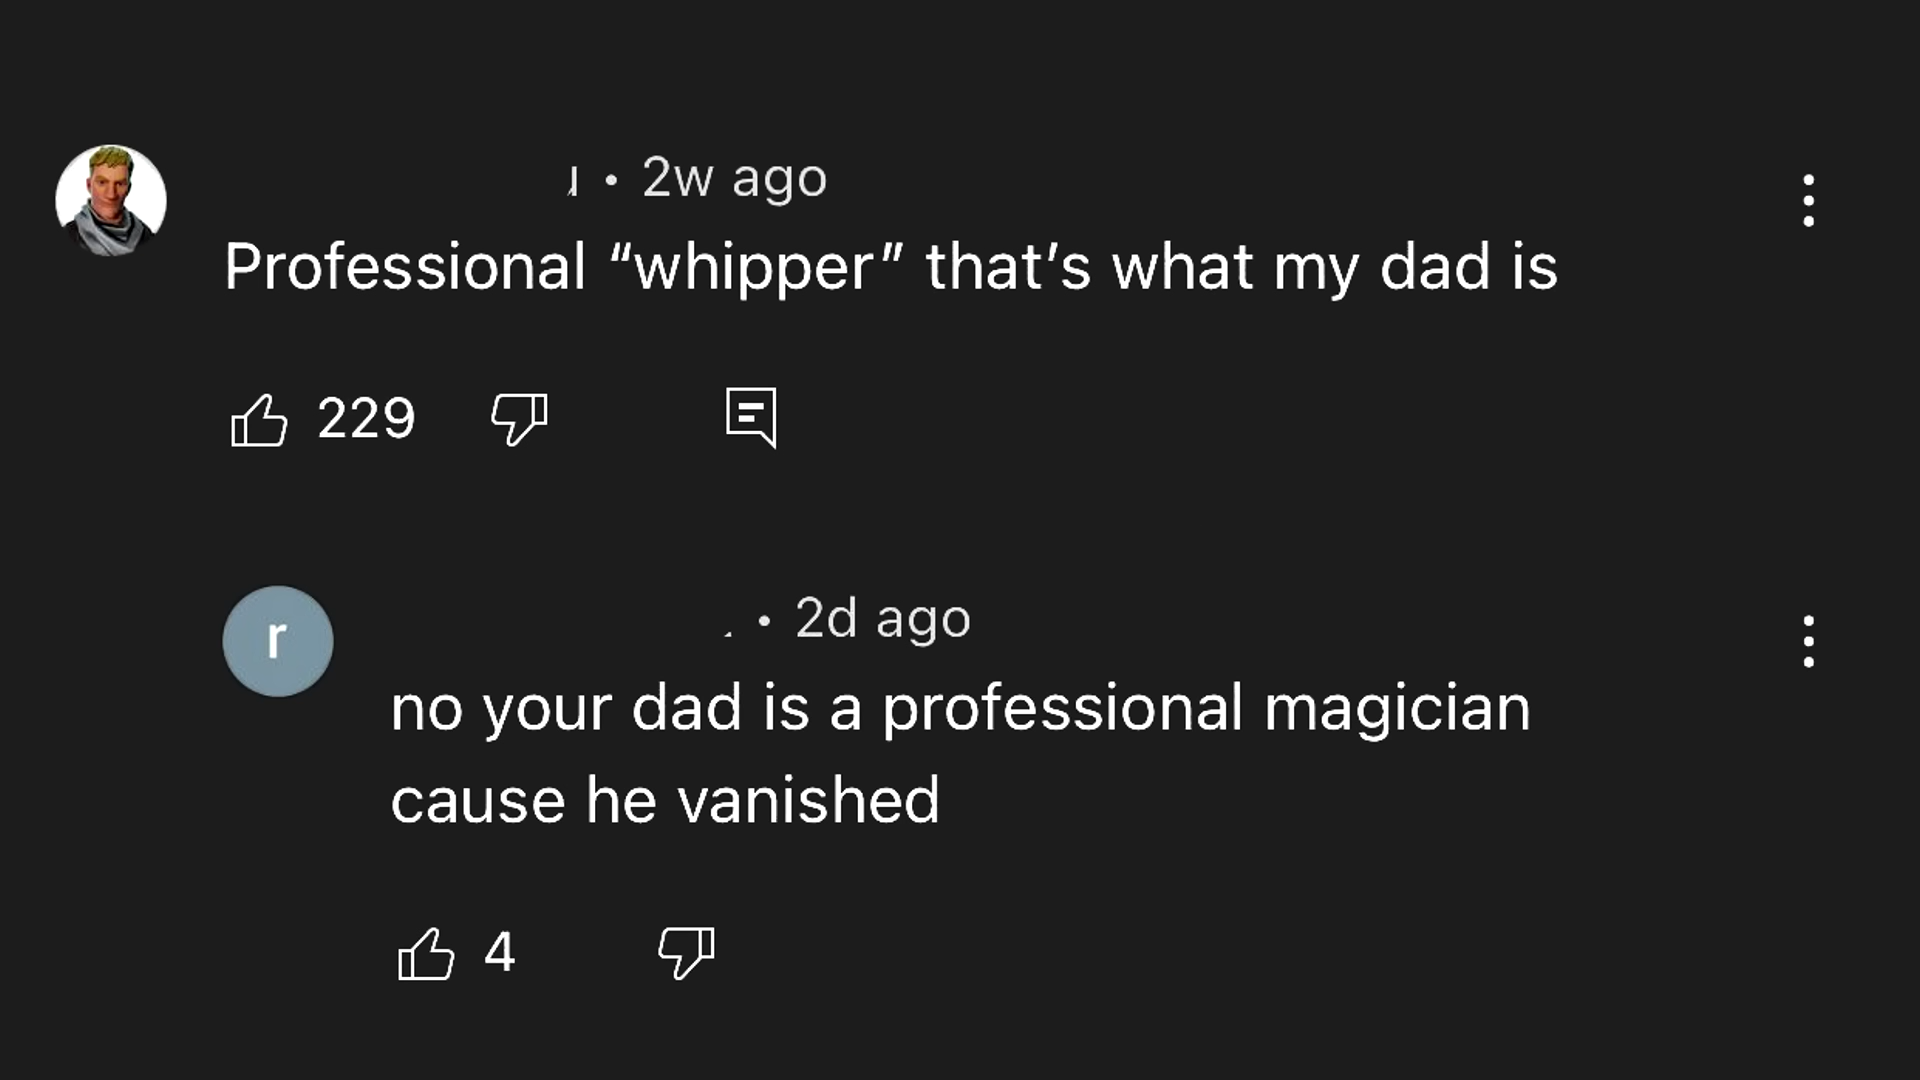 • 2w ago
Professional “whipper” that’s what my dad is
229
r
• 2d ago
no your dad is a professional magician
cause he vanished
4